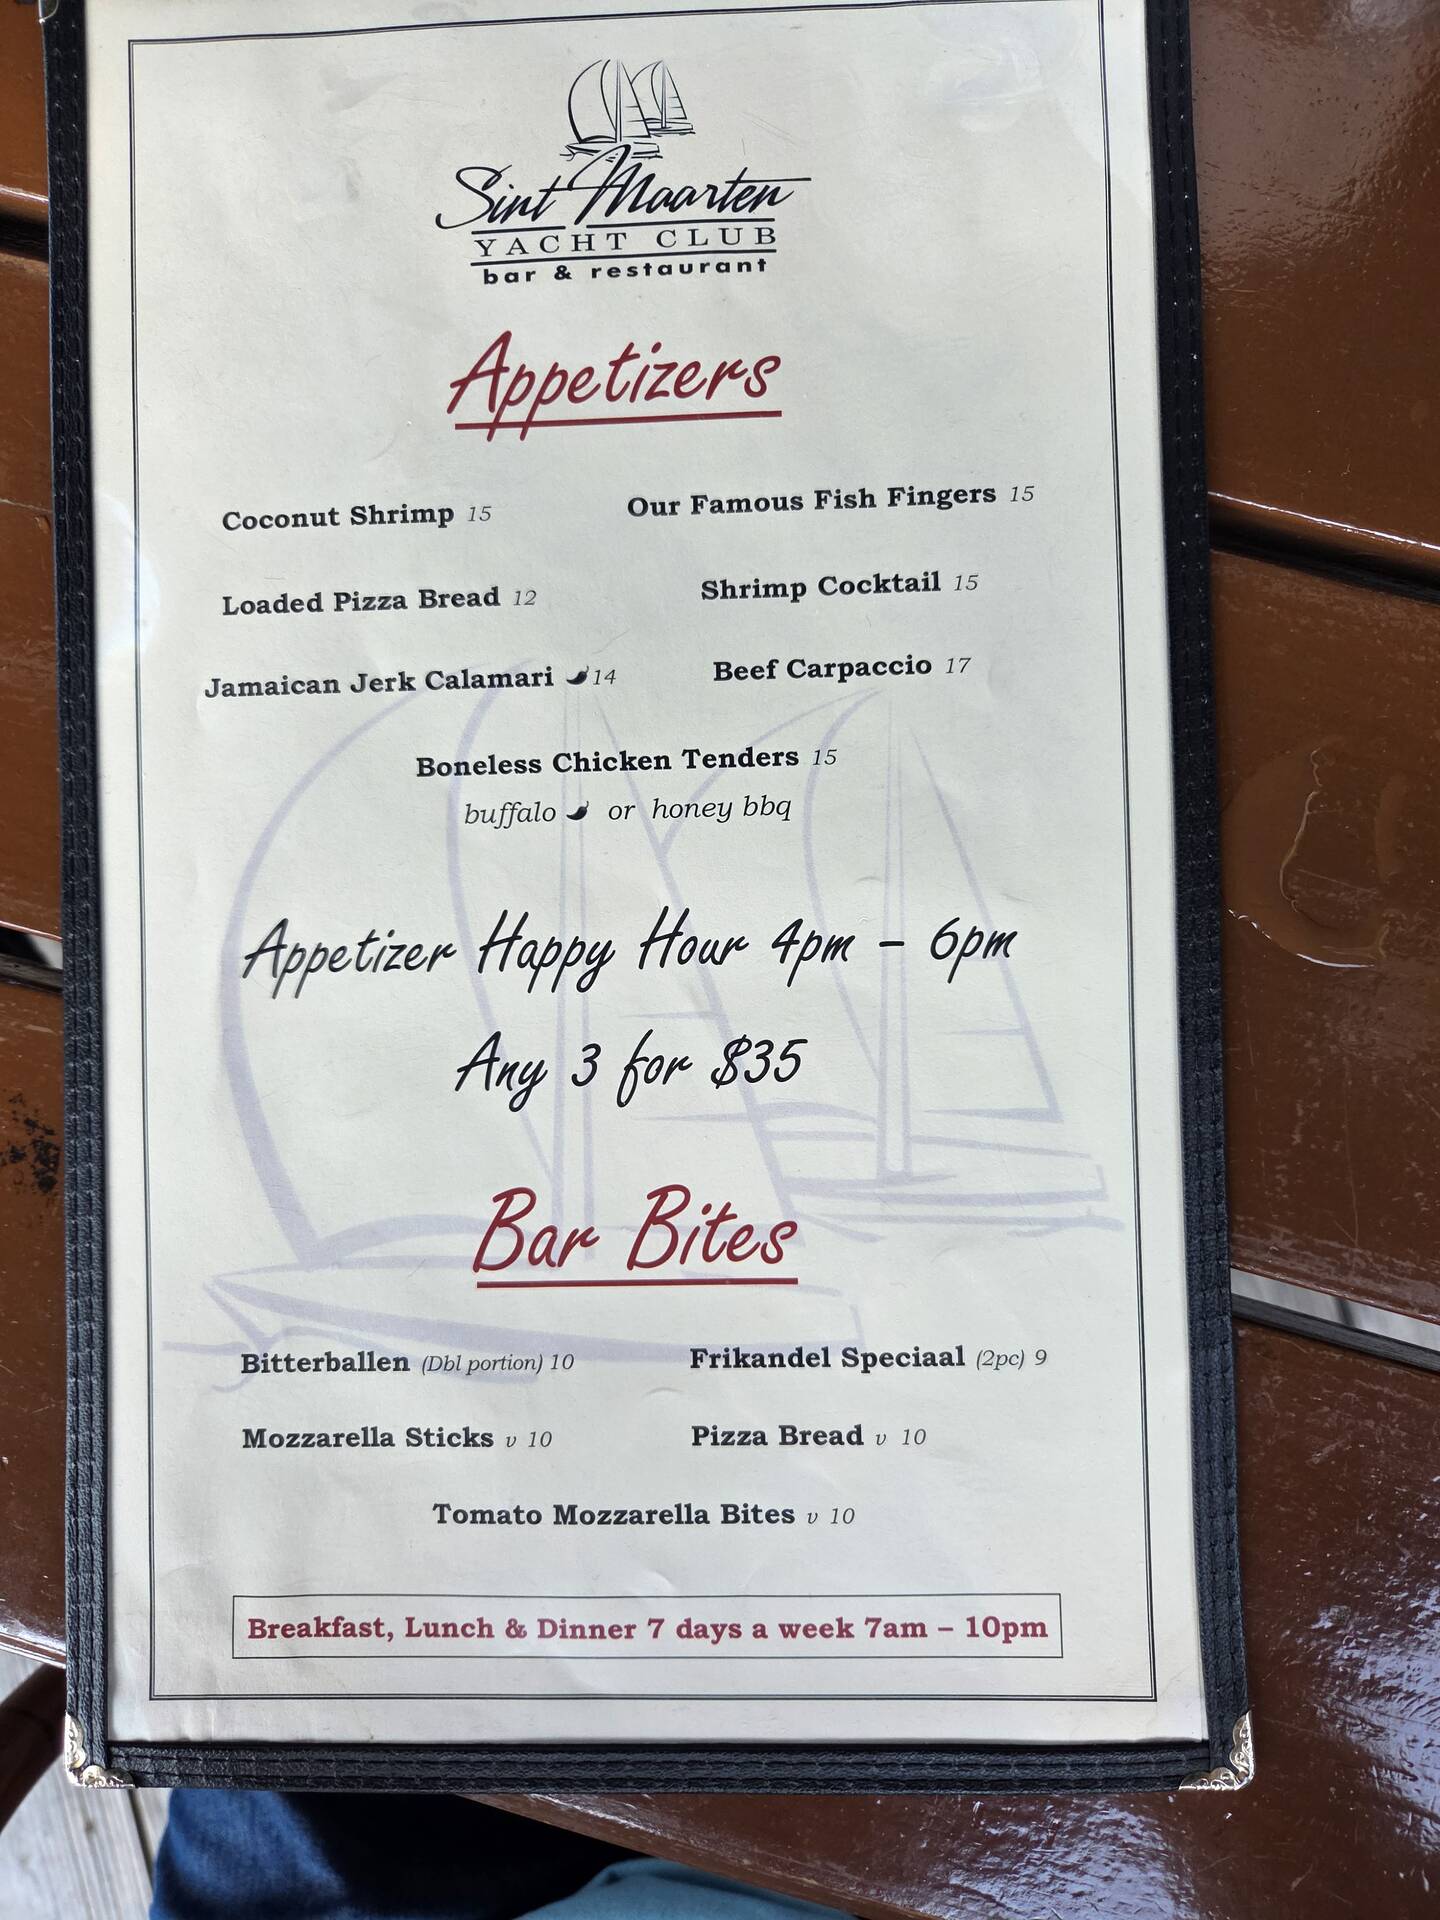 Sint Maarten
YACHT CLUB
bar & restaurant
Appetizers
Coconut Shrimp 15
Our Famous Fish Fingers 15
Loaded Pizza Bread 12
Shrimp Cocktail 15
Jamaican Jerk Calamari 14
Beef Carpaccio 17
Boneless Chicken Tenders 15
buffalo or honey bbq
Appetizer Happy Hour 4pm – 6pm
Any 3 for $35
Bar Bites
Bitterballen (Dbl portion) 10
Frikandel Speciaal (2pc) 9
Mozzarella Sticks v 10
Pizza Bread v 10
Tomato Mozzarella Bites v 10
Breakfast, Lunch & Dinner 7 days a week 7am – 10pm